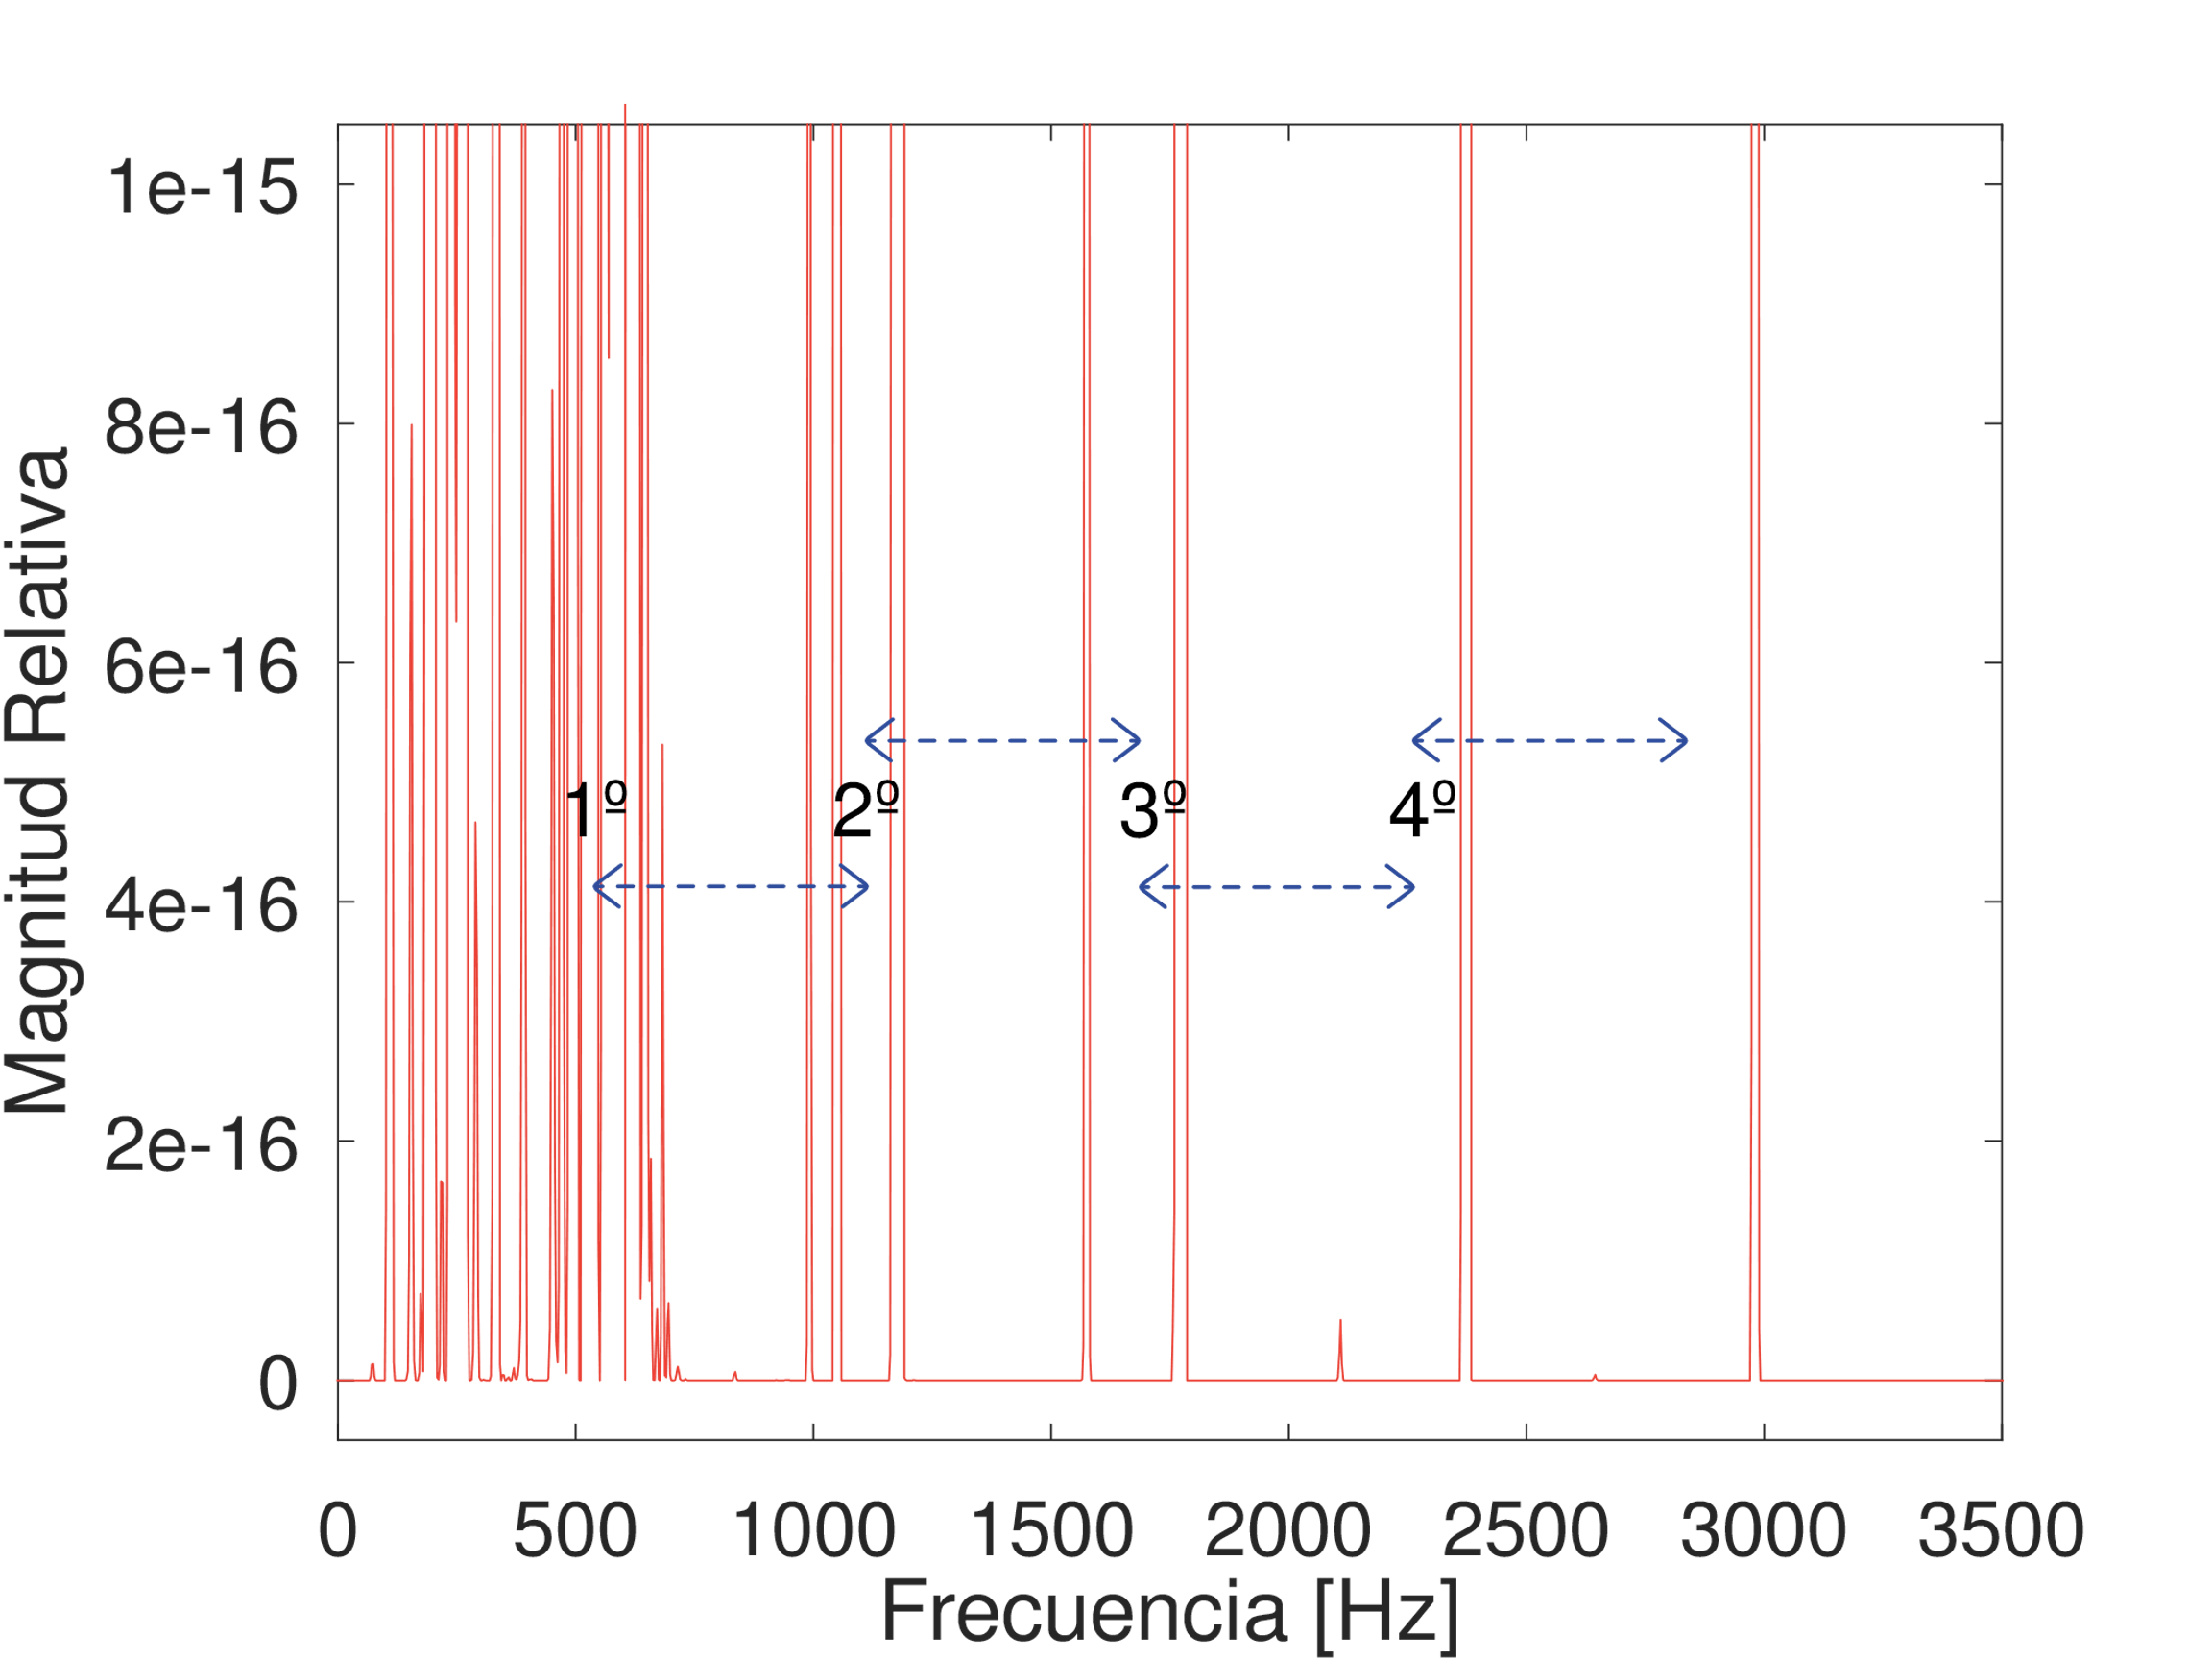 1e-15
8e-16
6e-16
4e-16
2e-16
0
Magnitud Relativa
1º 2º 3º 4º
0 500 1000 1500 2000 2500 3000 3500
Frecuencia [Hz]